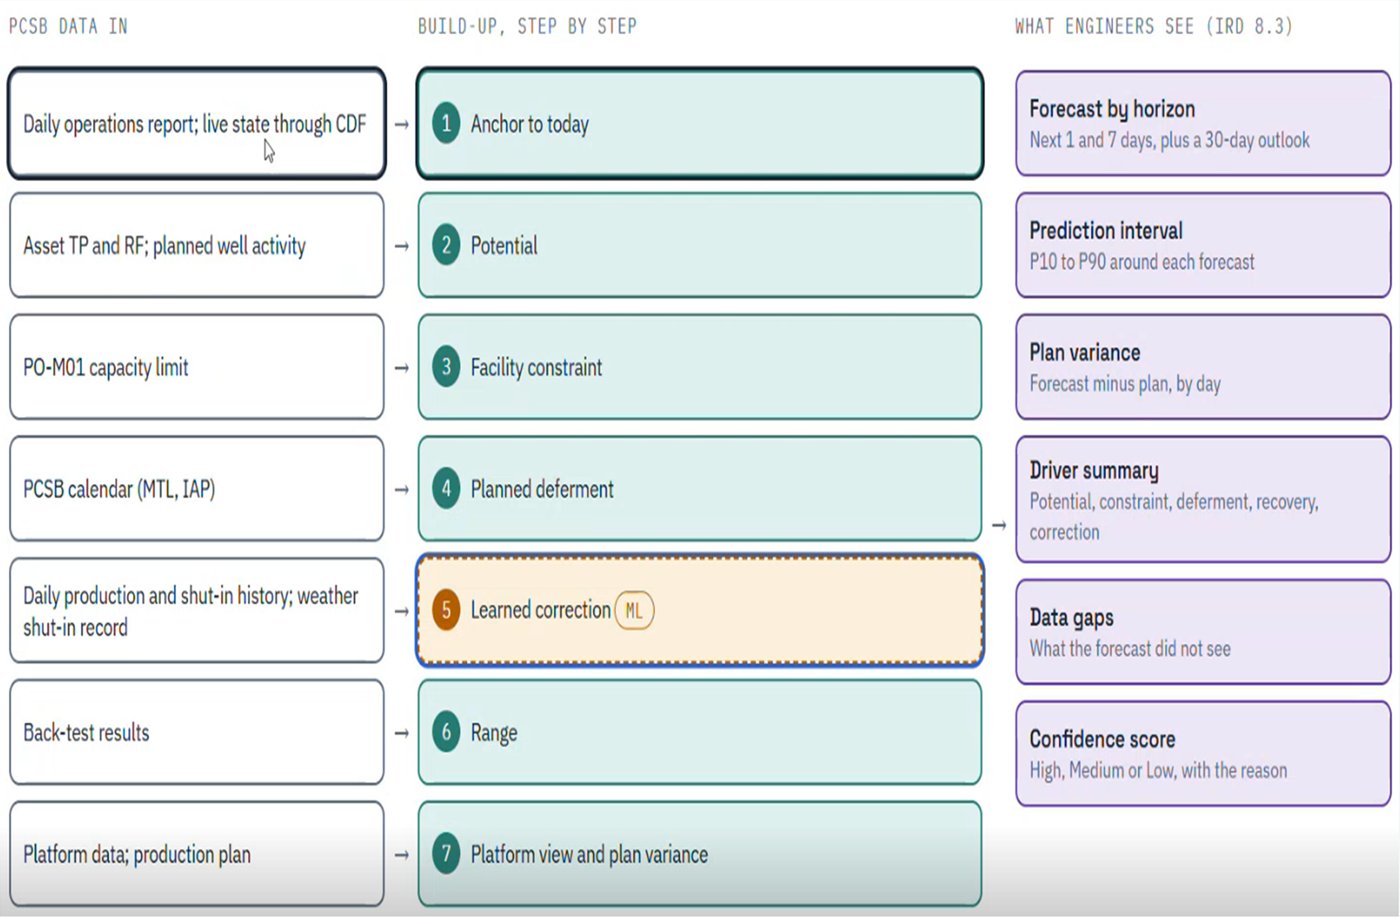 PCSB DATA IN
BUILD-UP, STEP BY STEP
WHAT ENGINEERS SEE (IRD 8.3)
Daily operations report; live state through CDF
→
1 Anchor to today
Asset TP and RF; planned well activity
→
2 Potential
PO-M01 capacity limit
→
3 Facility constraint
PCSB calendar (MTL, IAP)
→
4 Planned deferment
Daily production and shut-in history; weather
shut-in record
→
5 Learned correction ML
Back-test results
→
6 Range
Platform data; production plan
→
7 Platform view and plan variance
→
Forecast by horizon
Next 1 and 7 days, plus a 30-day outlook
Prediction interval
P10 to P90 around each forecast
Plan variance
Forecast minus plan, by day
Driver summary
Potential, constraint, deferment, recovery,
correction
Data gaps
What the forecast did not see
Confidence score
High, Medium or Low, with the reason